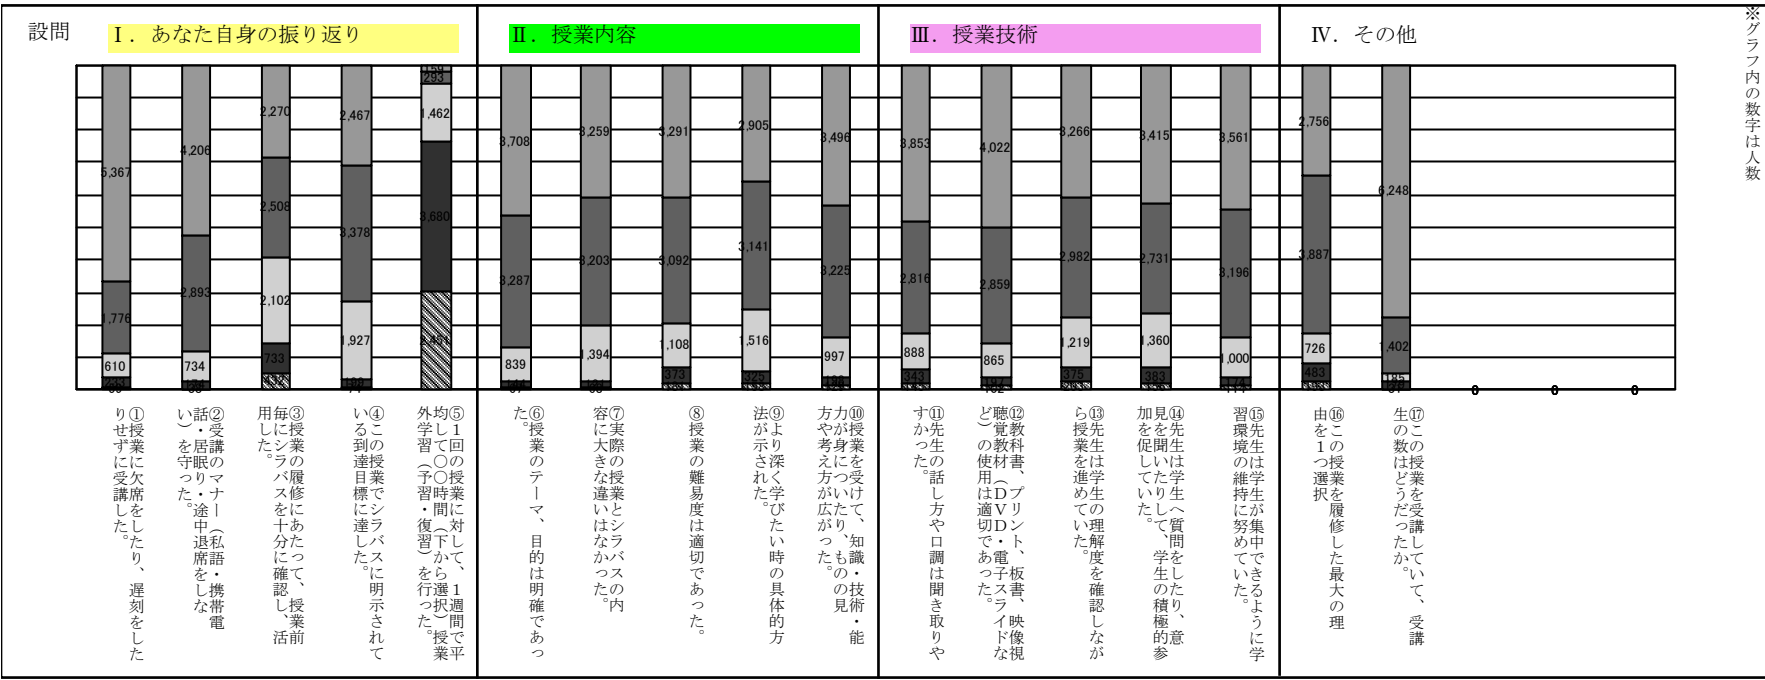 設問
Ⅰ．あなた自身の振り返り
Ⅱ．授業内容
Ⅲ．授業技術
Ⅳ．その他
※グラフ内の数字は人数
5,367
1,776
610
4,206
2,893
734
2,270
2,508
2,102
733
432
2,467
3,378
1,927
159
293
1,462
3,680
2,451
3,708
3,287
839
3,259
3,203
1,394
3,291
3,092
1,108
373
2,905
3,141
1,516
325
3,496
3,225
997
3,853
2,816
888
343
4,022
2,859
865
3,266
2,982
1,219
375
3,415
2,731
1,360
383
3,561
3,196
1,000
174
2,756
3,887
726
483
6,248
1,402
185
0
0
0
①授業に欠席をしたり、遅刻をした
りせずに受講した。
②受講のマナー（私語・携帯電
話・居眠り・途中退席をしな
い）を守った。
③授業の履修にあたって、授業前
毎にシラバスを十分に確認し、活
用した。
④この授業でシラバスに明示されて
いる到達目標に達した。
⑤１回の授業に対して、１週間で平
均して〇〇時間（下から選択）授業
外学習（予習・復習）を行った。
⑥授業のテーマ、目的は明確であっ
た。
⑦実際の授業とシラバスの内
容に大きな違いはなかった。
⑧授業の難易度は適切であった。
⑨より深く学びたい時の具体的方
法が示された。
⑩授業を受けて、知識・技術・能
力が身についたり、ものの見
方や考え方が広がった。
⑪先生の話し方や口調は聞き取りや
すかった。
⑫教科書、プリント、板書、映像視
聴覚教材（ＤＶＤ・電子スライドな
ど）の使用は適切であった。
⑬先生は学生の理解度を確認しなが
ら授業を進めていた。
⑭先生は学生へ質問をしたり、意
見を聞いたりして、学生の積極的参
加を促していた。
⑮先生は学生が集中できるように学
習環境の維持に努めていた。
⑯この授業を履修した最大の理
由を１つ選択
⑰この授業を受講していて、受講
生の数はどうだったか。